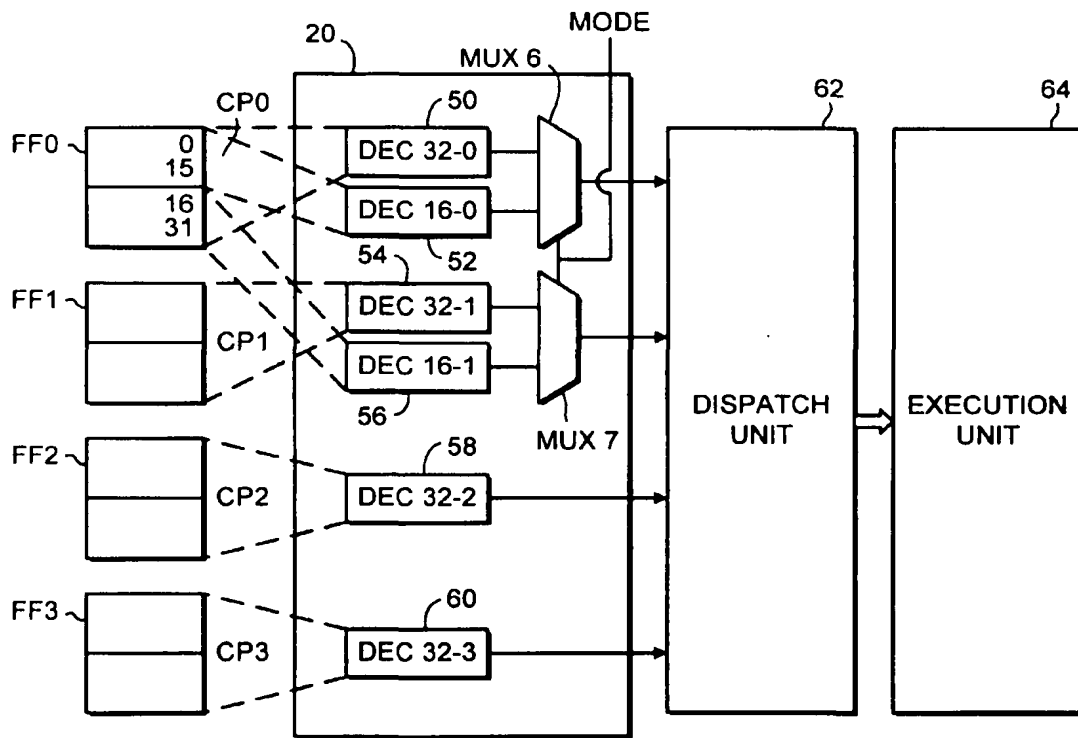 MODE
20
MUX 6
50
62
64
CP0
FF0
0
15
16
31
DEC 32-0
DEC 16-0
52
54
FF1
CP1
DEC 32-1
DEC 16-1
56
MUX 7
DISPATCH
UNIT
EXECUTION
UNIT
58
FF2
CP2
DEC 32-2
60
FF3
CP3
DEC 32-3